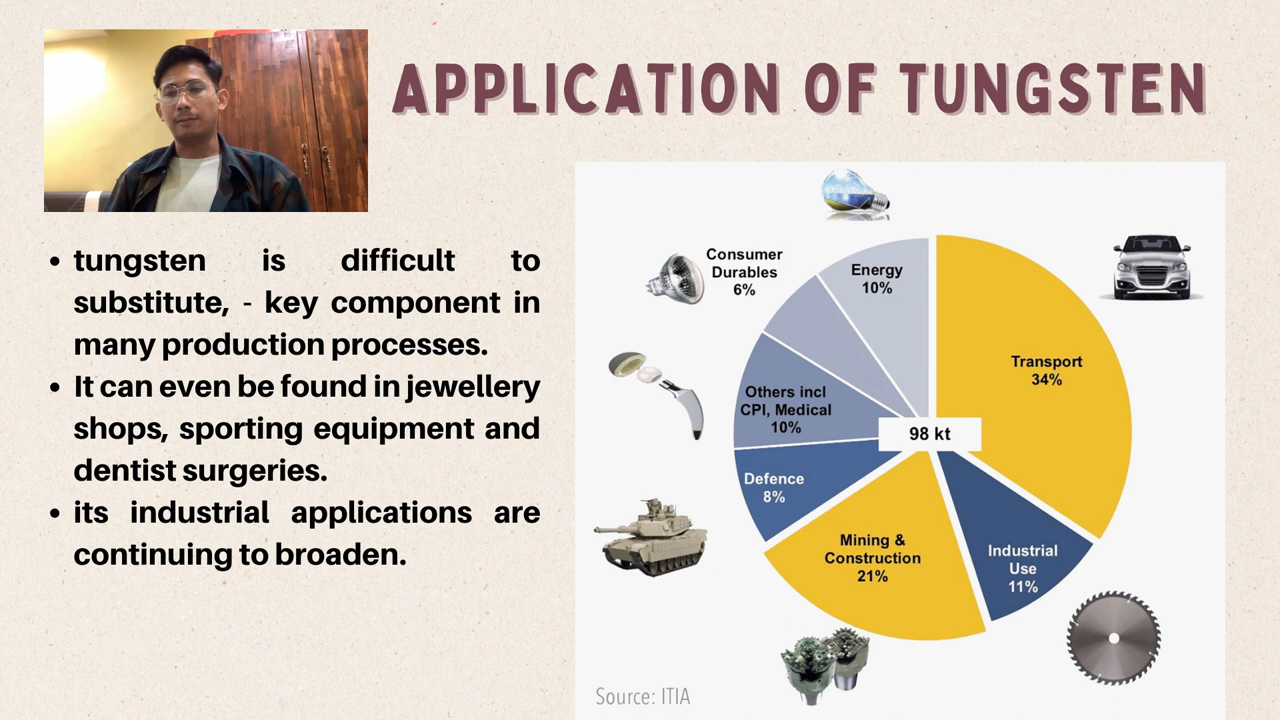 APPLICATION OF TUNGSTEN
• tungsten is difficult to
substitute, - key component in
many production processes.
• It can even be found in jewellery
shops, sporting equipment and
dentist surgeries.
• its industrial applications are
continuing to broaden.
Consumer
Durables
6%
Energy
10%
Transport
34%
Others incl
CPI, Medical
10%
98 kt
Defence
8%
Mining &
Construction
21%
Industrial
Use
11%
Source: ITIA